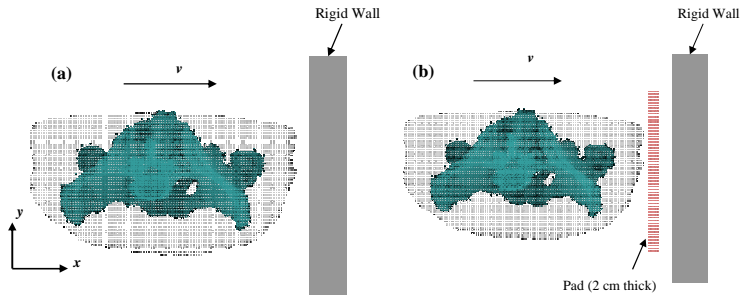 Rigid Wall
(a)
v
y
x
Rigid Wall
(b)
v
Pad (2 cm thick)